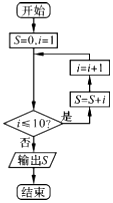 开始
S=0,i=1
i=i+1
S=S+i
i≤10?
是
否
输出S
结束